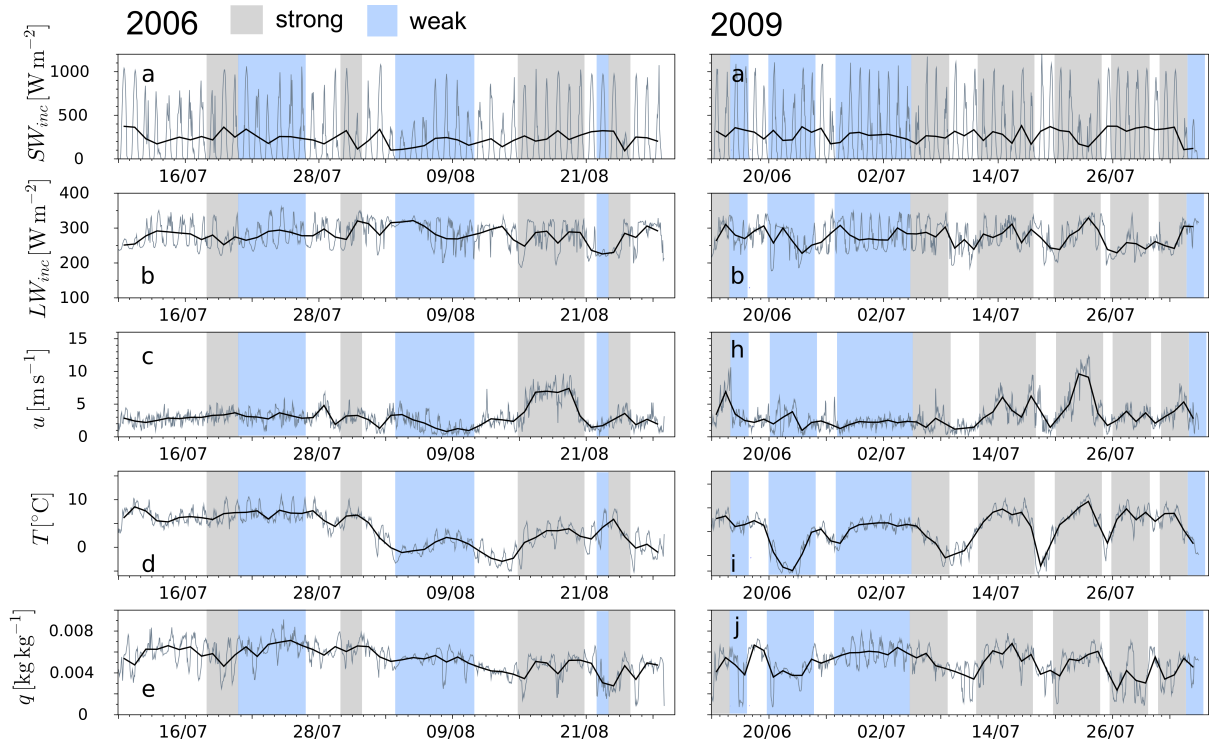 2006 strong weak 2009
SW_inc [W m⁻²]
1000
500
0
a
a
16/07 28/07 09/08 21/08
20/06 02/07 14/07 26/07
LW_inc [W m⁻²]
400
300
200
100
b
b
16/07 28/07 09/08 21/08
20/06 02/07 14/07 26/07
u [m s⁻¹]
15
10
5
0
c
h
16/07 28/07 09/08 21/08
20/06 02/07 14/07 26/07
T [°C]
10
0
d
i
16/07 28/07 09/08 21/08
20/06 02/07 14/07 26/07
q [kg kg⁻¹]
0.008
0.004
0
e
j
16/07 28/07 09/08 21/08
20/06 02/07 14/07 26/07